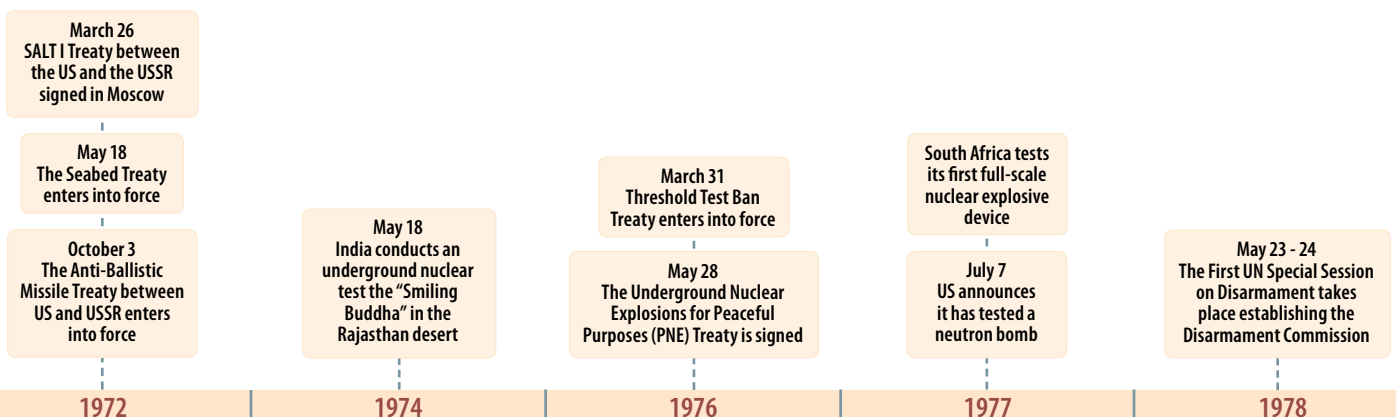 March 26
SALT I Treaty between
the US and the USSR
signed in Moscow
May 18
The Seabed Treaty
enters into force
October 3
The Anti-Ballistic
Missile Treaty between
US and USSR enters
into force
1972
May 18
India conducts an
underground nuclear
test the “Smiling
Buddha” in the
Rajasthan desert
1974
March 31
Threshold Test Ban
Treaty enters into force
May 28
The Underground Nuclear
Explosions for Peaceful
Purposes (PNE) Treaty is signed
1976
South Africa tests
its first full-scale
nuclear explosive
device
July 7
US announces
it has tested a
neutron bomb
1977
May 23 - 24
The First UN Special Session
on Disarmament takes
place establishing the
Disarmament Commission
1978